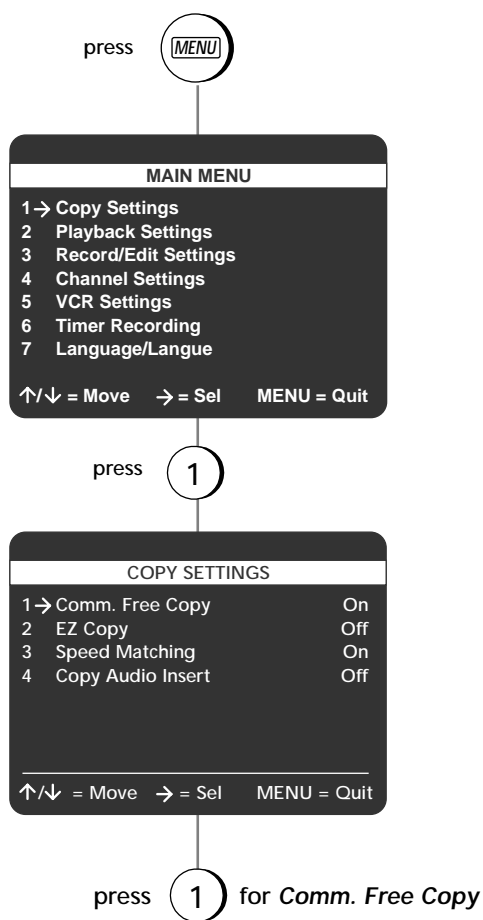 press MENU
MAIN MENU
1→ Copy Settings
2 Playback Settings
3 Record/Edit Settings
4 Channel Settings
5 VCR Settings
6 Timer Recording
7 Language/Langue
↑/↓ = Move → = Sel MENU = Quit
press 1
COPY SETTINGS
1→ Comm. Free Copy On
2 EZ Copy Off
3 Speed Matching On
4 Copy Audio Insert Off
↑/↓ = Move → = Sel MENU = Quit
press 1 for Comm. Free Copy